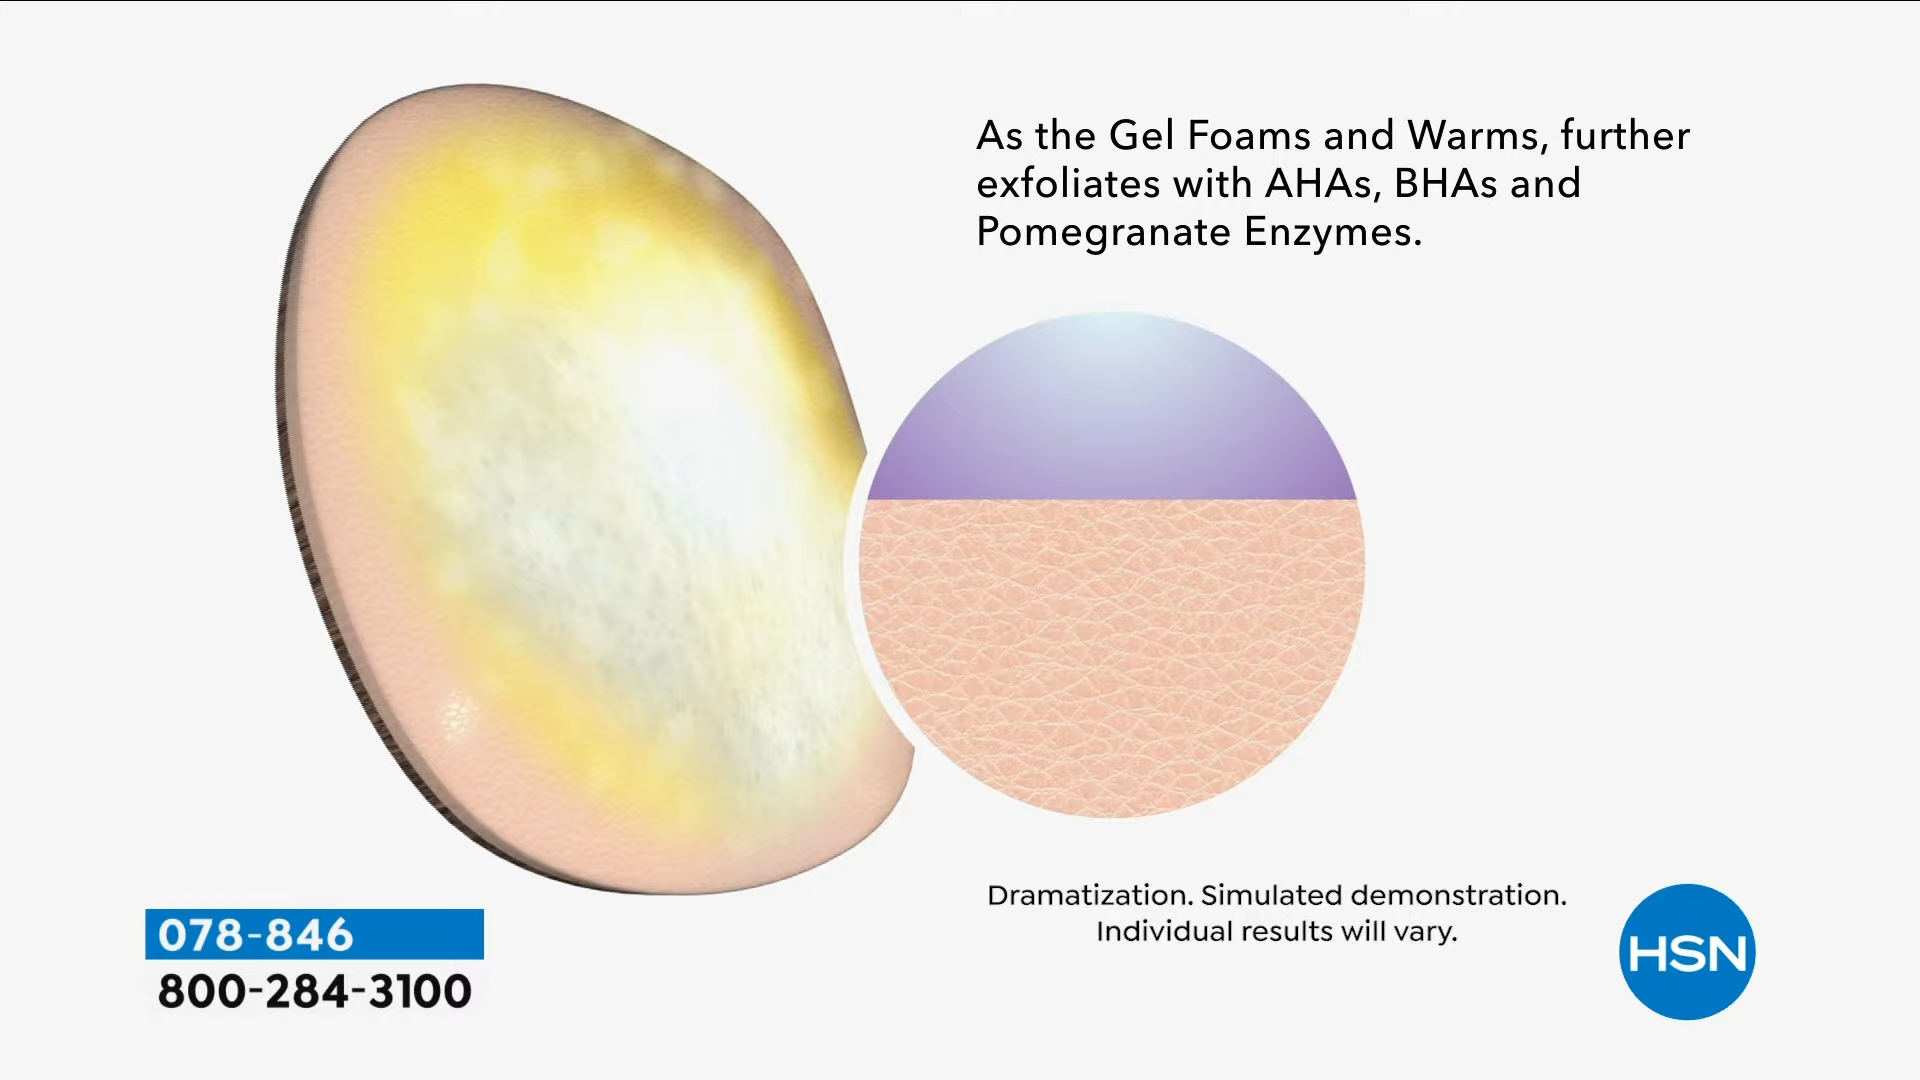 As the Gel Foams and Warms, further
exfoliates with AHAs, BHAs and
Pomegranate Enzymes.
Dramatization. Simulated demonstration.
Individual results will vary.
078-846
800-284-3100
HSN